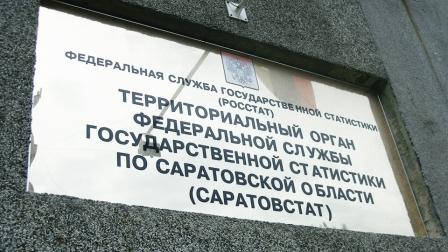 ФЕДЕРАЛЬНАЯ СЛУЖБА ГОСУДАРСТВЕННОЙ СТАТИСТИКИ
(РОССТАТ)
ТЕРРИТОРИАЛЬНЫЙ ОРГАН
ФЕДЕРАЛЬНОЙ СЛУЖБЫ
ГОСУДАРСТВЕННОЙ СТАТИСТИКИ
ПО САРАТОВСКОЙ ОБЛАСТИ
(САРАТОВСТАТ)